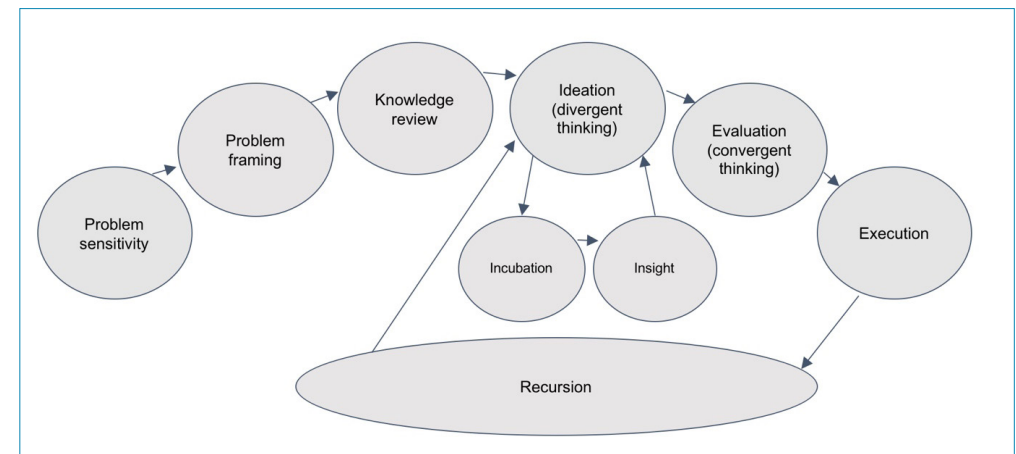 Problem
sensitivity
Problem
framing
Knowledge
review
Ideation
(divergent
thinking)
Evaluation
(convergent
thinking)
Execution
Incubation
Insight
Recursion